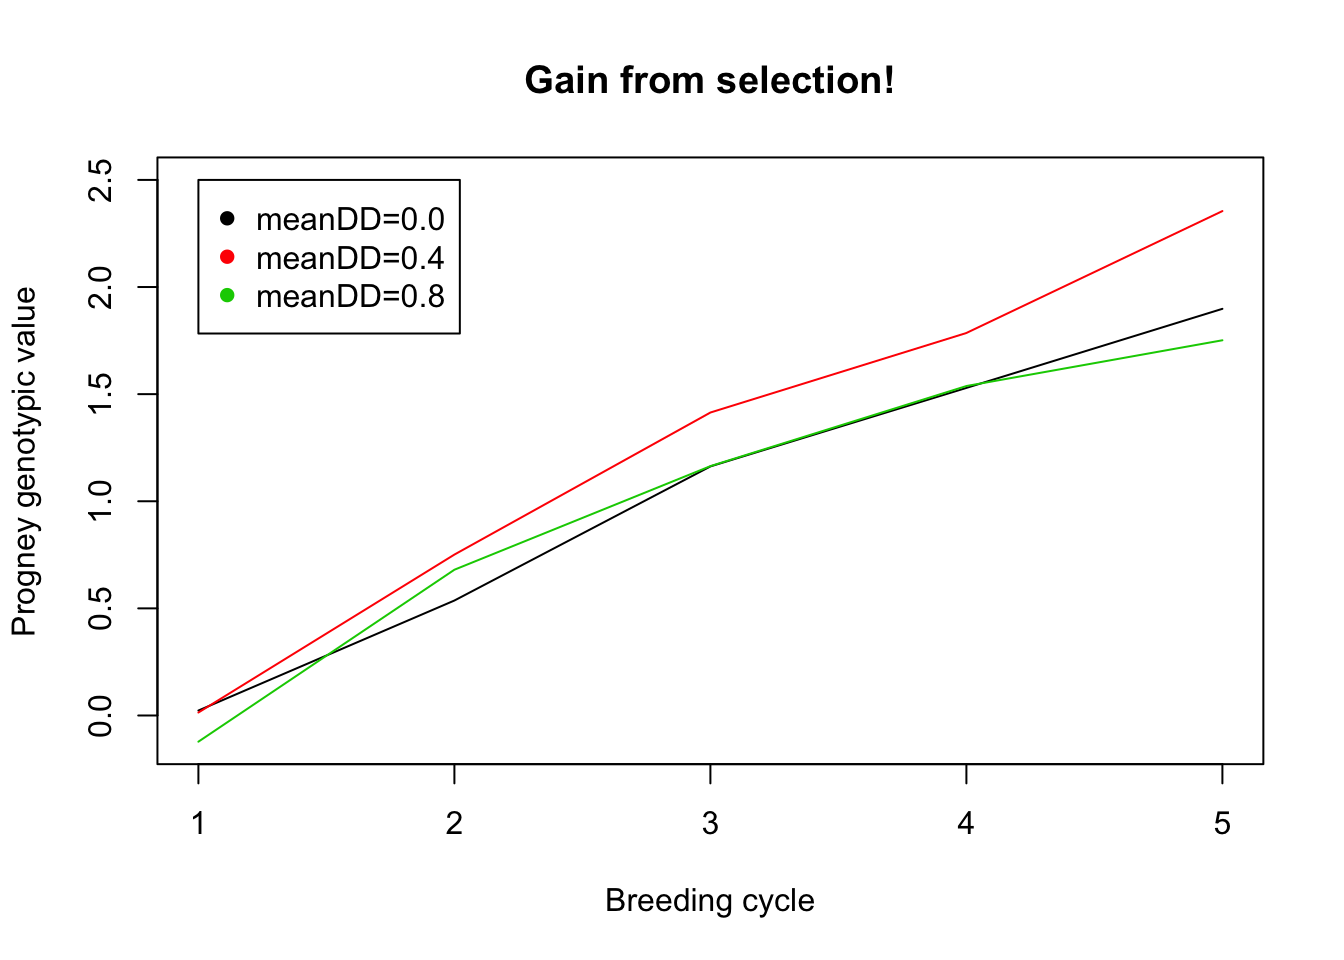 Gain from selection!
2.5
2.0
1.5
1.0
0.5
0.0
Progney genotypic value
meanDD=0.0
meanDD=0.4
meanDD=0.8
1 2 3 4 5
Breeding cycle